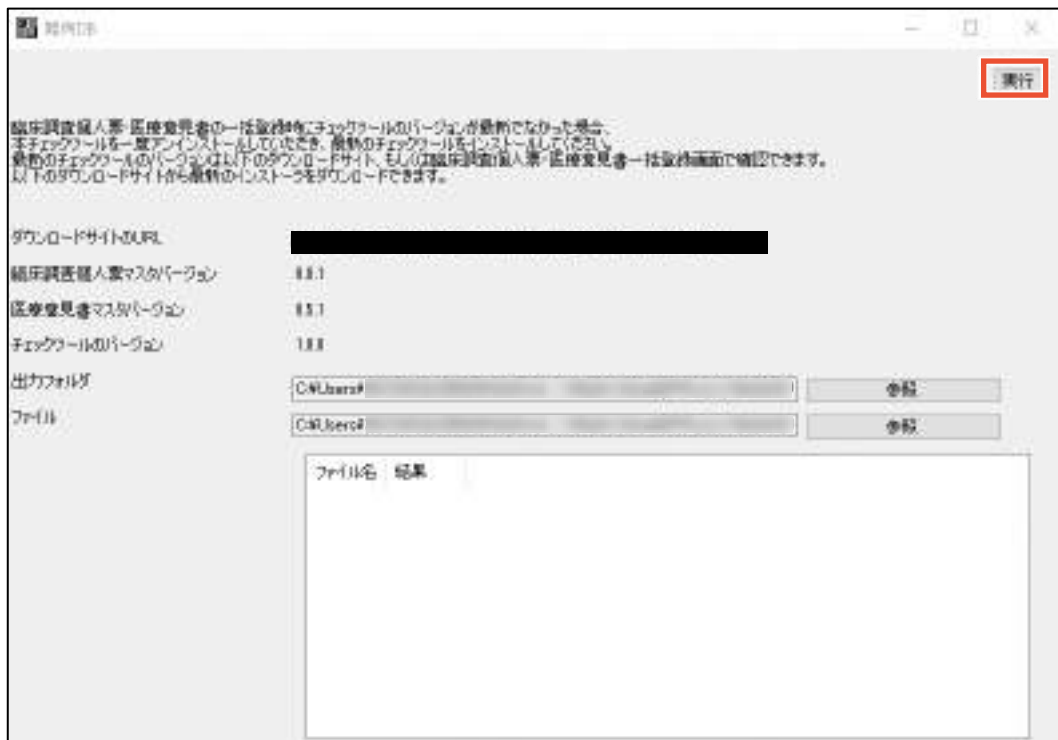 難病DB
実行
臨床調査個人票・医療意見書の一括登録時にチェックツールのバージョンが最新でなかった場合、
本チェックツールを一度アンインストールしていただき、最新のチェックツールをインストールしてください。
最新のチェックツールのバージョンは以下のダウンロードサイト、もしくは臨床調査個人票・医療意見書一括登録画面で確認できます。
以下のダウンロードサイトから最新のインストーラをダウンロードできます。
ダウンロードサイトのURL
臨床調査個人票マスタバージョン
医療意見書マスタバージョン
チェックツールのバージョン 1.0.0
出力フォルダ C:¥Users¥ 参照
ファイル C:¥Users¥ 参照
ファイル名 結果